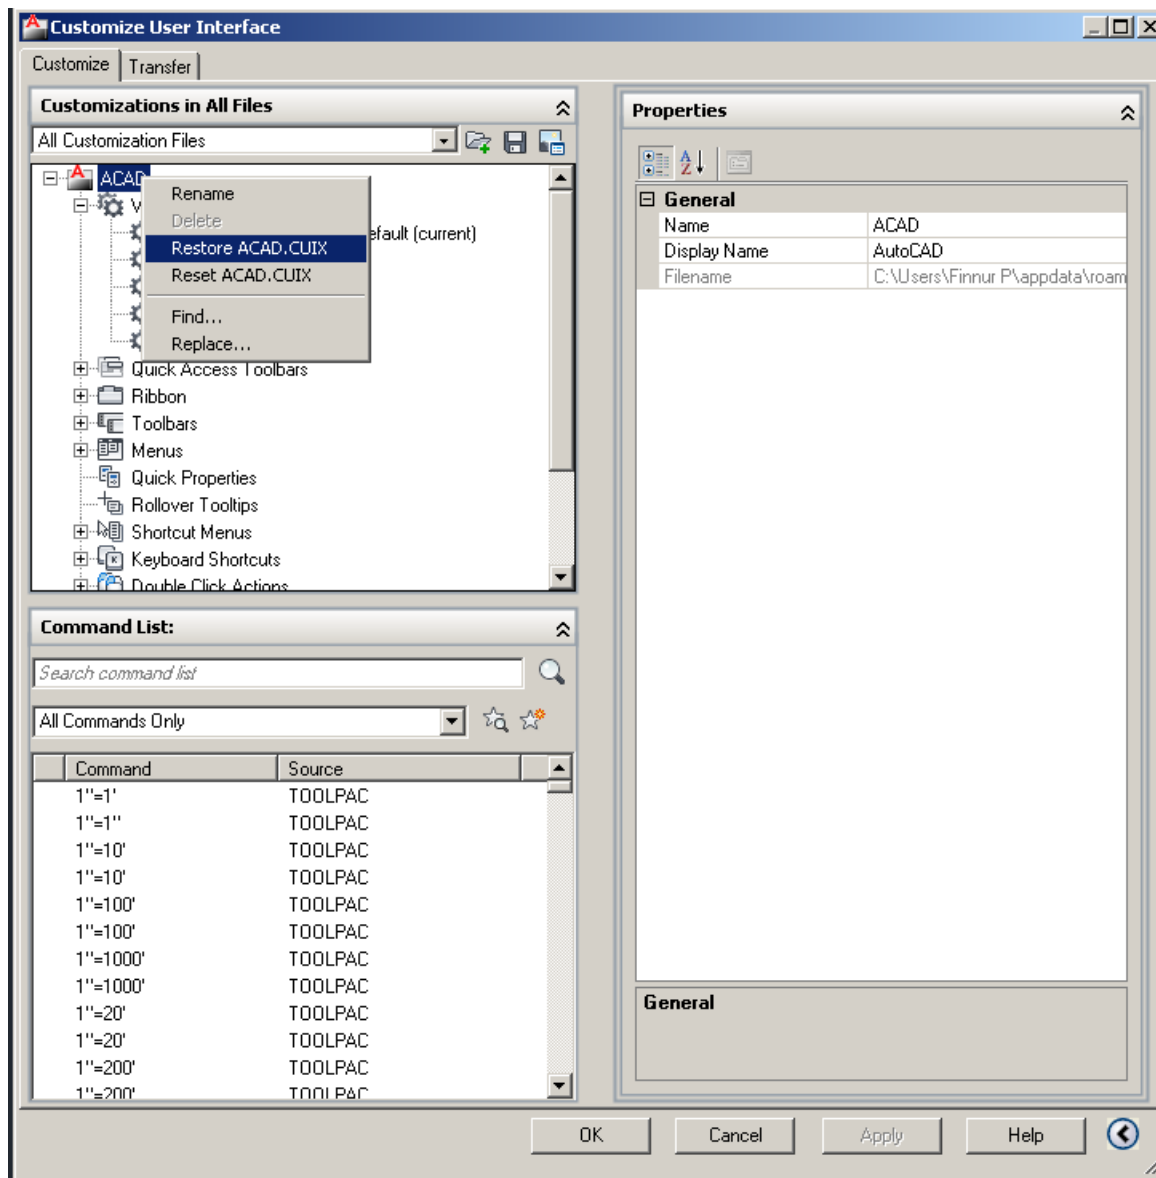 Customize User Interface
Customize Transfer
Customizations in All Files
All Customization Files
ACAD
Rename
Delete
efault (current)
Restore ACAD.CUIX
Reset ACAD.CUIX
Find...
Replace...
Quick Access Toolbars
Ribbon
Toolbars
Menus
Quick Properties
Rollover Tooltips
Shortcut Menus
Keyboard Shortcuts
Double Click Actions
Command List:
Search command list
All Commands Only
Command Source
1"=1' TOOLPAC
1"=1" TOOLPAC
1"=10' TOOLPAC
1"=10' TOOLPAC
1"=100' TOOLPAC
1"=100' TOOLPAC
1"=1000' TOOLPAC
1"=1000' TOOLPAC
1"=20' TOOLPAC
1"=20' TOOLPAC
1"=200' TOOLPAC
1"=200' TOOLPAC
Properties
General
Name ACAD
Display Name AutoCAD
Filename C:\Users\Finnur P\appdata\roam
General
OK Cancel Apply Help